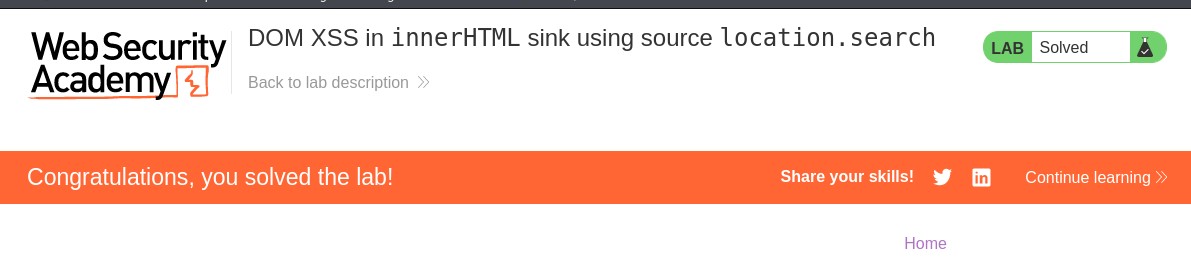 Web Security
Academy
DOM XSS in innerHTML sink using source location.search
Back to lab description
LAB Solved
Congratulations, you solved the lab!
Share your skills!
Continue learning
Home